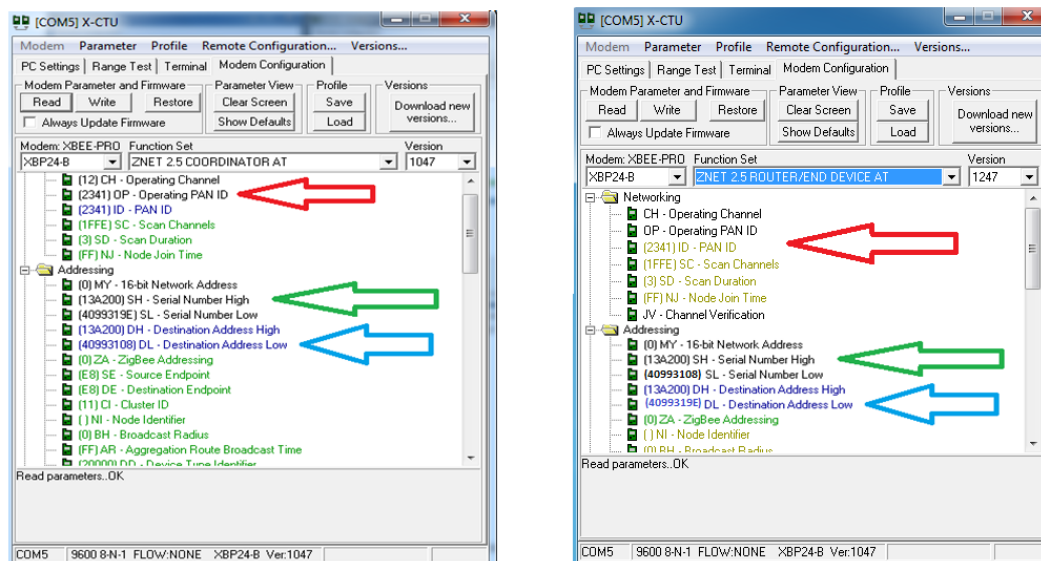 [COM5] X-CTU
Modem Parameter Profile Remote Configuration... Versions...
PC Settings Range Test Terminal Modem Configuration
Modem Parameter and Firmware Parameter View Profile Versions
Read Write Restore Clear Screen Save Download new
versions...
Always Update Firmware Show Defaults Load
Modem: XBEE-PRO Function Set Version
XBP24-B ZNET 2.5 COORDINATOR AT 1047
(12) CH - Operating Channel
(2341) OP - Operating PAN ID
(2341) ID - PAN ID
(1FFE) SC - Scan Channels
(3) SD - Scan Duration
(FF) NJ - Node Join Time
Addressing
(0) MY - 16-bit Network Address
(13A200) SH - Serial Number High
(4099319E) SL - Serial Number Low
(13A200) DH - Destination Address High
(40993108) DL - Destination Address Low
(0) ZA - ZigBee Addressing
(E8) SE - Source Endpoint
(E8) DE - Destination Endpoint
(11) CI - Cluster ID
( ) NI - Node Identifier
(0) BH - Broadcast Radius
(FF) AR - Aggregation Route Broadcast Time
(20000) DD - Device Type Identifier
Read parameters..OK
COM5 9600 8-N-1 FLOW:NONE XBP24-B Ver:1047
[COM5] X-CTU
Modem Parameter Profile Remote Configuration... Versions...
PC Settings Range Test Terminal Modem Configuration
Modem Parameter and Firmware Parameter View Profile Versions
Read Write Restore Clear Screen Save Download new
versions...
Always Update Firmware Show Defaults Load
Modem: XBEE-PRO Function Set Version
XBP24-B ZNET 2.5 ROUTER/END DEVICE AT 1247
Networking
CH - Operating Channel
OP - Operating PAN ID
(2341) ID - PAN ID
(1FFE) SC - Scan Channels
(3) SD - Scan Duration
(FF) NJ - Node Join Time
JV - Channel Verification
Addressing
(0) MY - 16-bit Network Address
(13A200) SH - Serial Number High
(40993108) SL - Serial Number Low
(13A200) DH - Destination Address High
(4099319E) DL - Destination Address Low
(0) ZA - ZigBee Addressing
( ) NI - Node Identifier
(0) BH - Broadcast Radius
Read parameters..OK
COM5 9600 8-N-1 FLOW:NONE XBP24-B Ver:1047